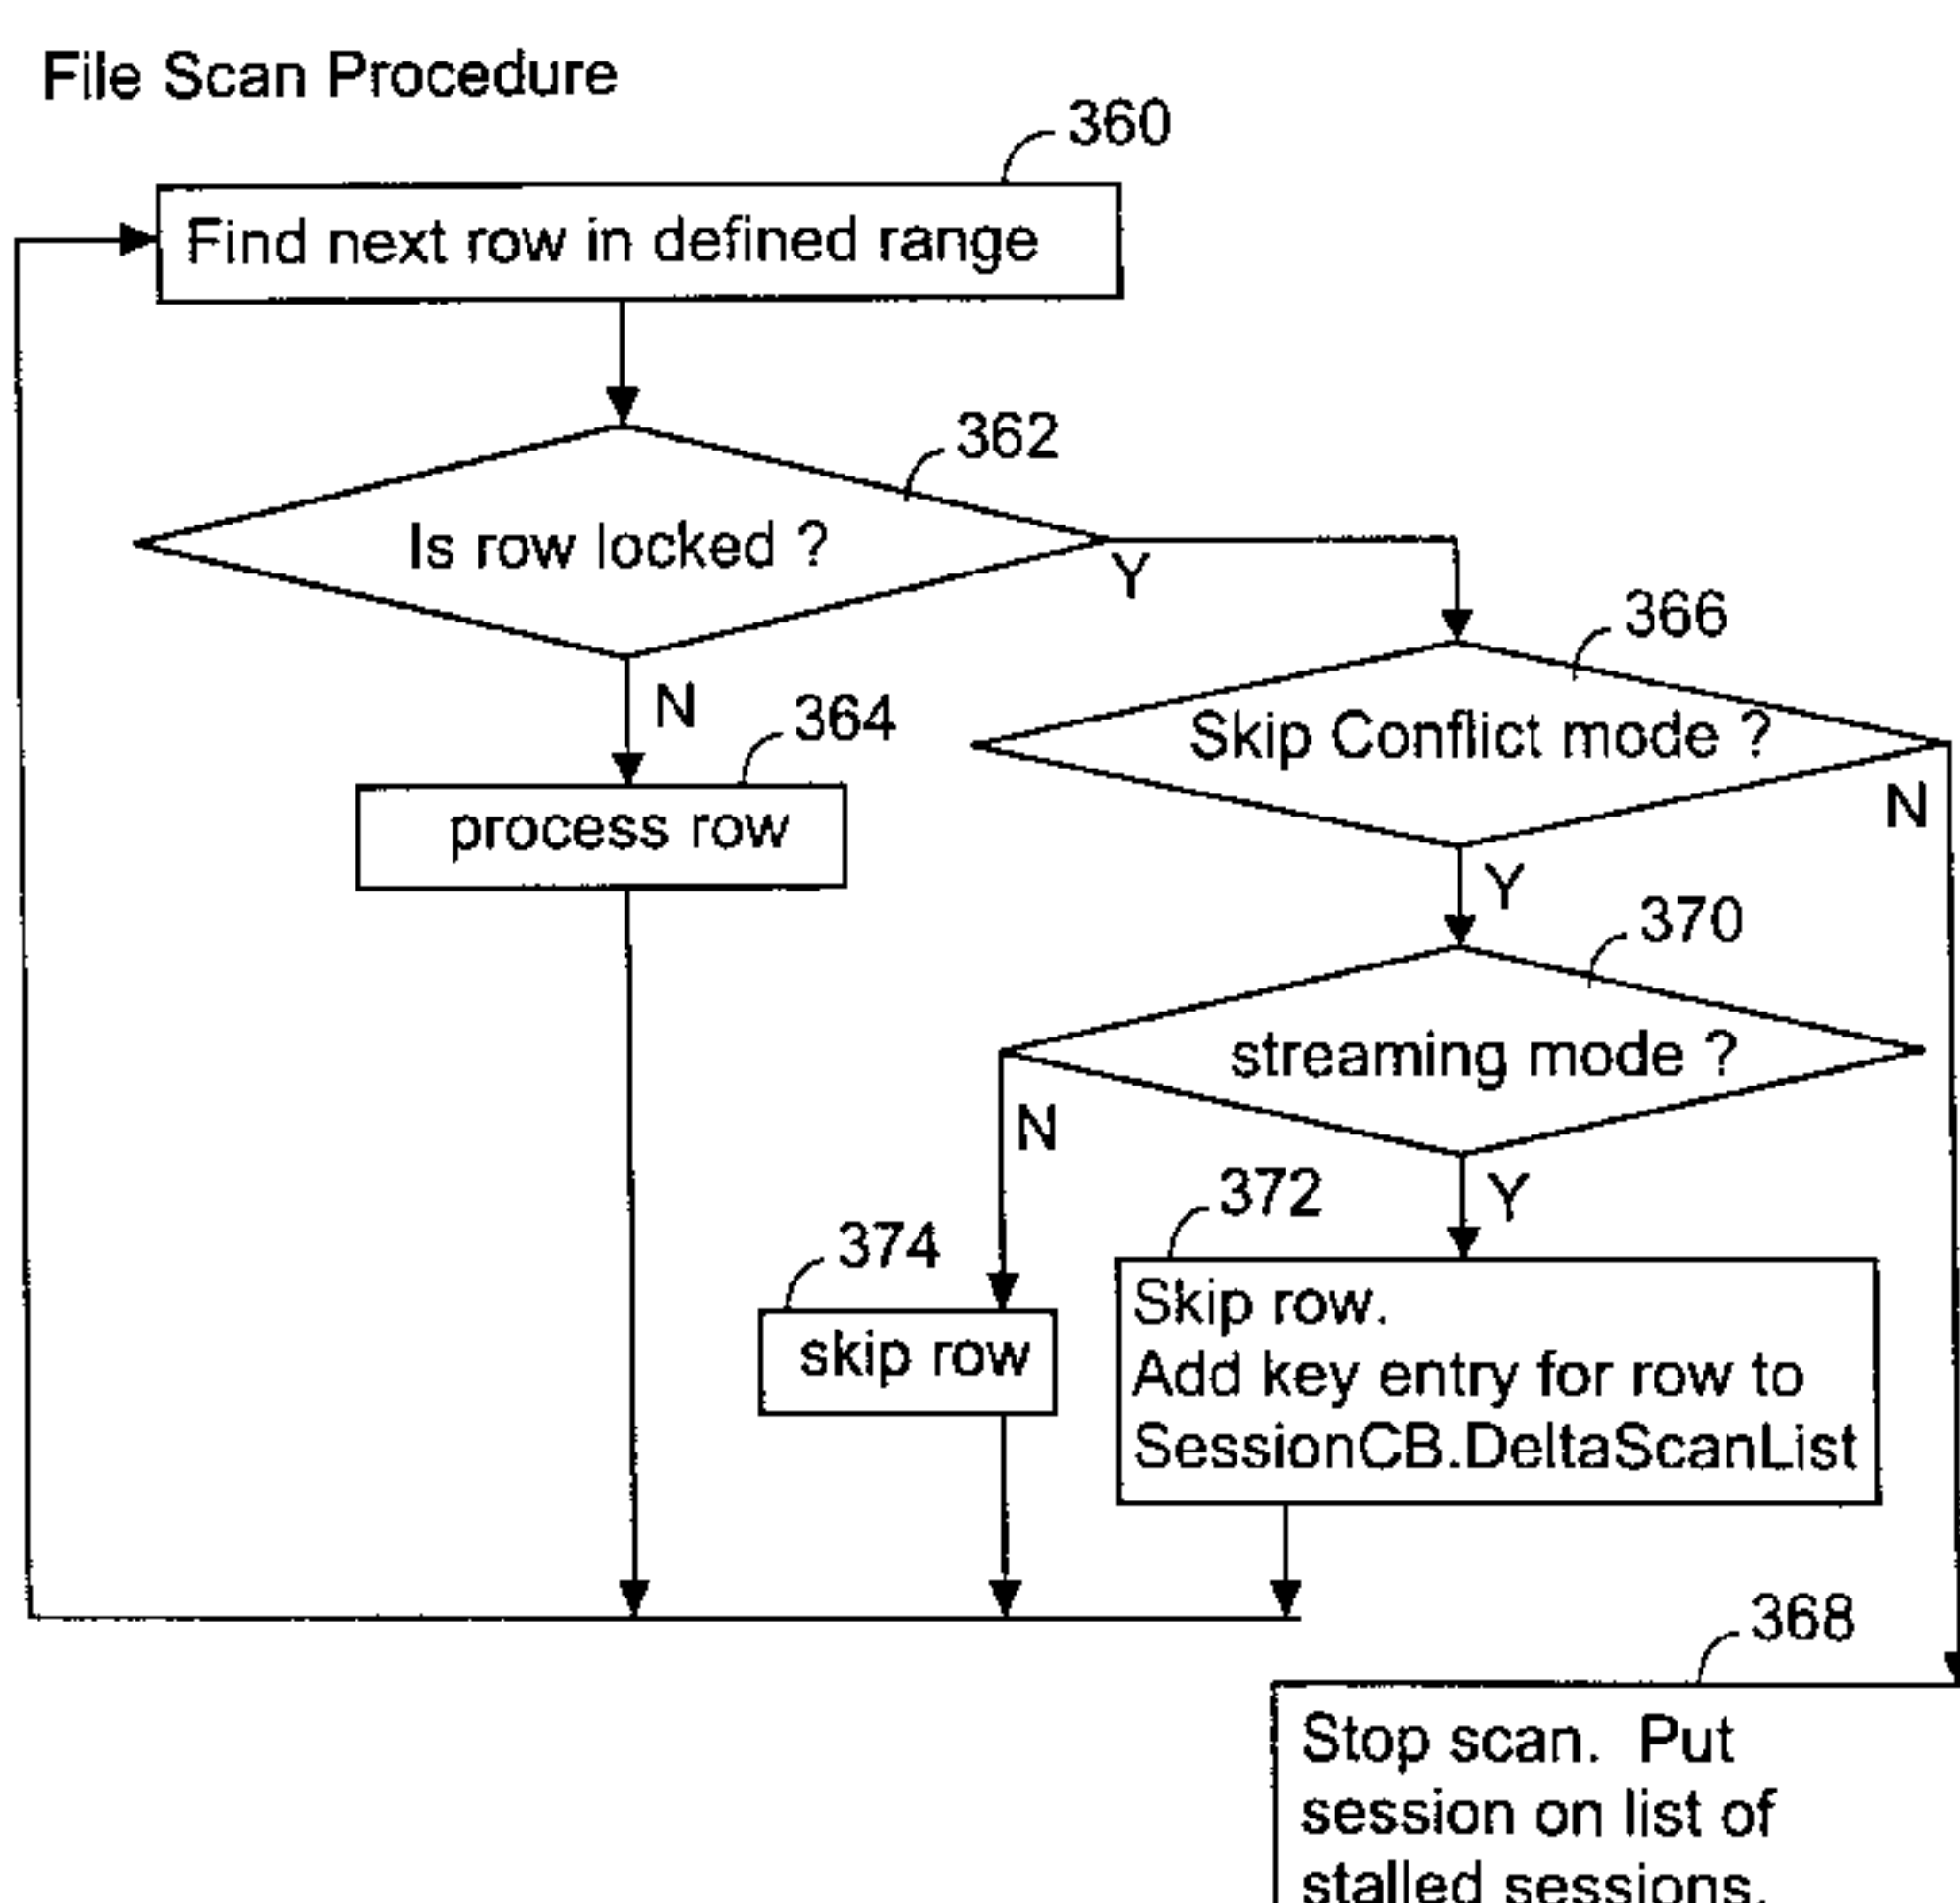 File Scan Procedure
360
Find next row in defined range
362
Is row locked ?
Y
366
N
364
Skip Conflict mode ?
N
process row
Y
370
streaming mode ?
N
372
Y
374
Skip row.
skip row
Add key entry for row to
SessionCB.DeltaScanList
368
Stop scan. Put
session on list of
stalled sessions.